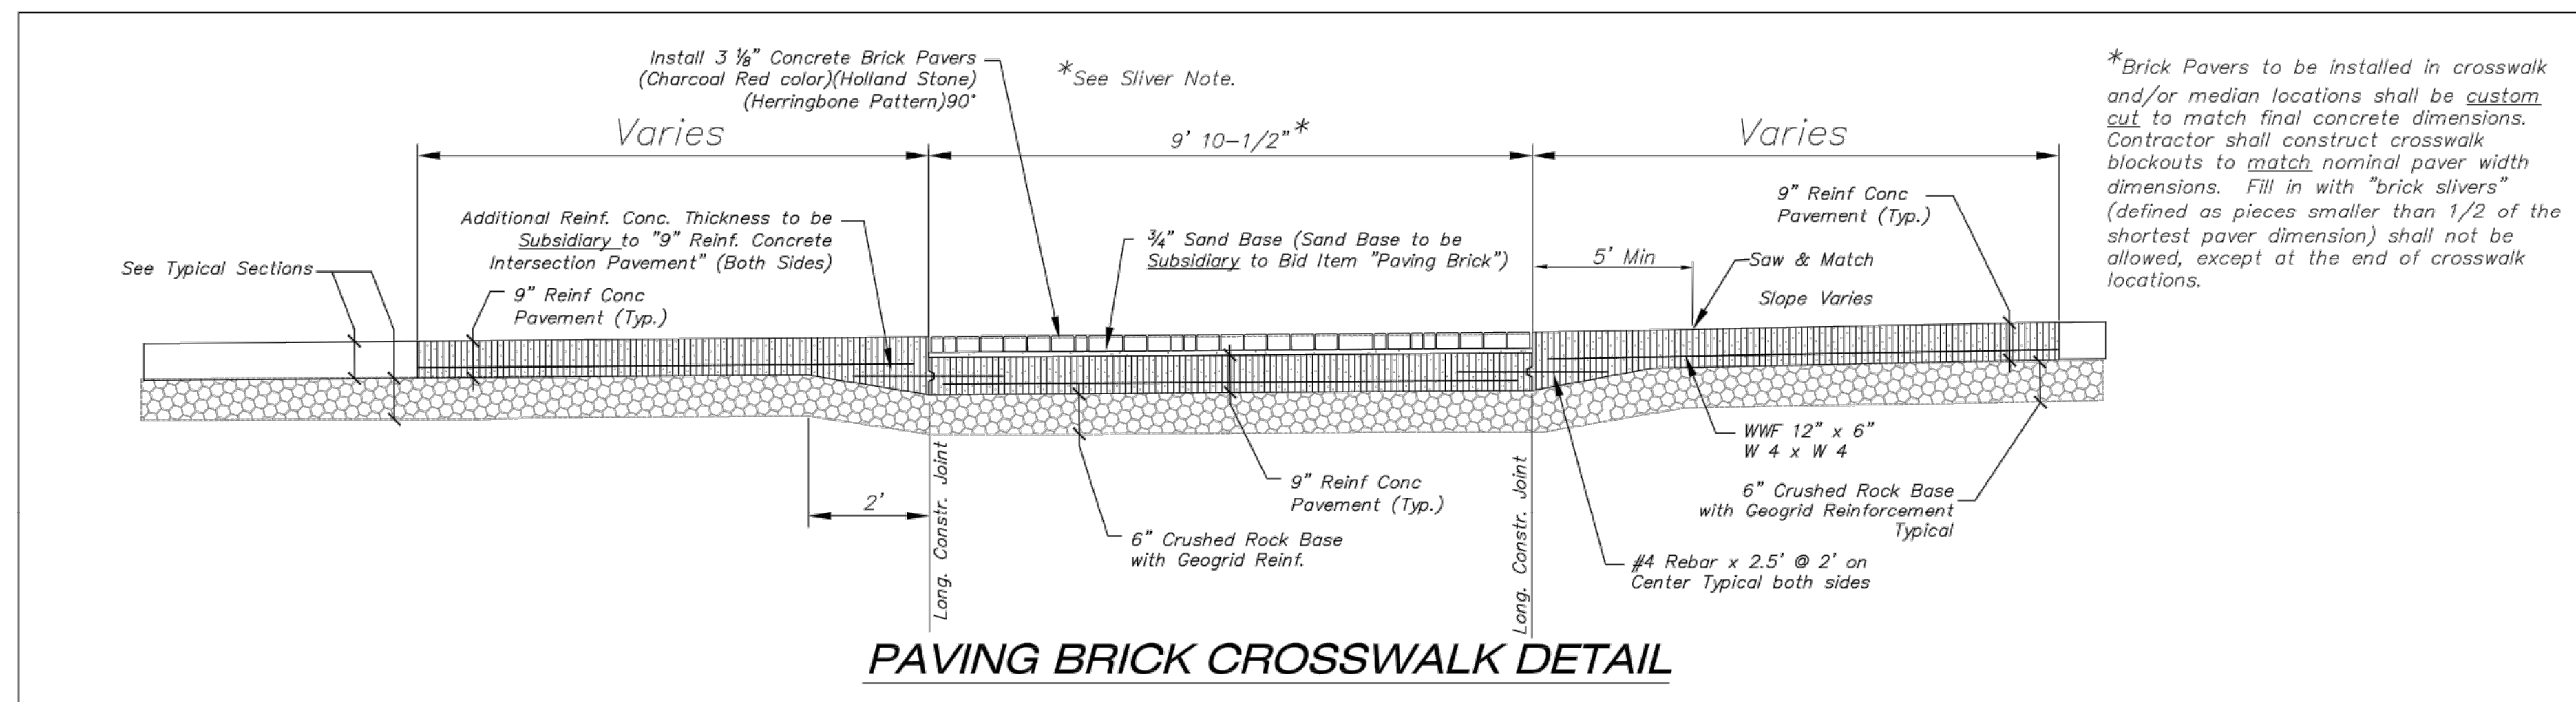 Install 3 ⅛" Concrete Brick Pavers
(Charcoal Red color)(Holland Stone)
(Herringbone Pattern)90°
*See Sliver Note.
Varies
9' 10-1/2"*
Varies
*Brick Pavers to be installed in crosswalk
and/or median locations shall be custom
cut to match final concrete dimensions.
Contractor shall construct crosswalk
blockouts to match nominal paver width
dimensions. Fill in with "brick slivers"
(defined as pieces smaller than 1/2 of the
shortest paver dimension) shall not be
allowed, except at the end of crosswalk
locations.
Additional Reinf. Conc. Thickness to be
Subsidiary to "9" Reinf. Concrete
Intersection Pavement" (Both Sides)
See Typical Sections
9" Reinf Conc
Pavement (Typ.)
¾" Sand Base (Sand Base to be
Subsidiary to Bid Item "Paving Brick")
5' Min
Saw & Match
Slope Varies
9" Reinf Conc
Pavement (Typ.)
2'
Long. Constr. Joint
6" Crushed Rock Base
with Geogrid Reinf.
9" Reinf Conc
Pavement (Typ.)
Long. Constr. Joint
WWF 12" x 6"
W 4 x W 4
6" Crushed Rock Base
with Geogrid Reinforcement
Typical
#4 Rebar x 2.5' @ 2' on
Center Typical both sides
PAVING BRICK CROSSWALK DETAIL